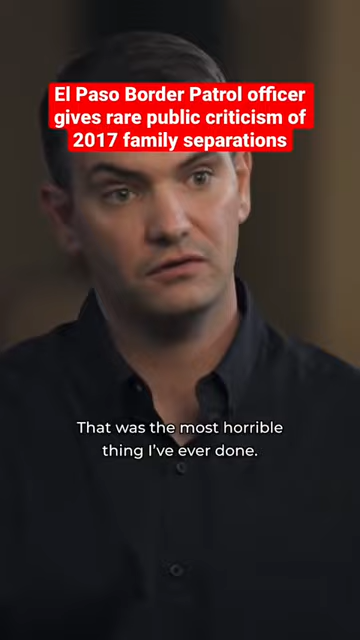 El Paso Border Patrol officer
gives rare public criticism of
2017 family separations
That was the most horrible
thing I've ever done.